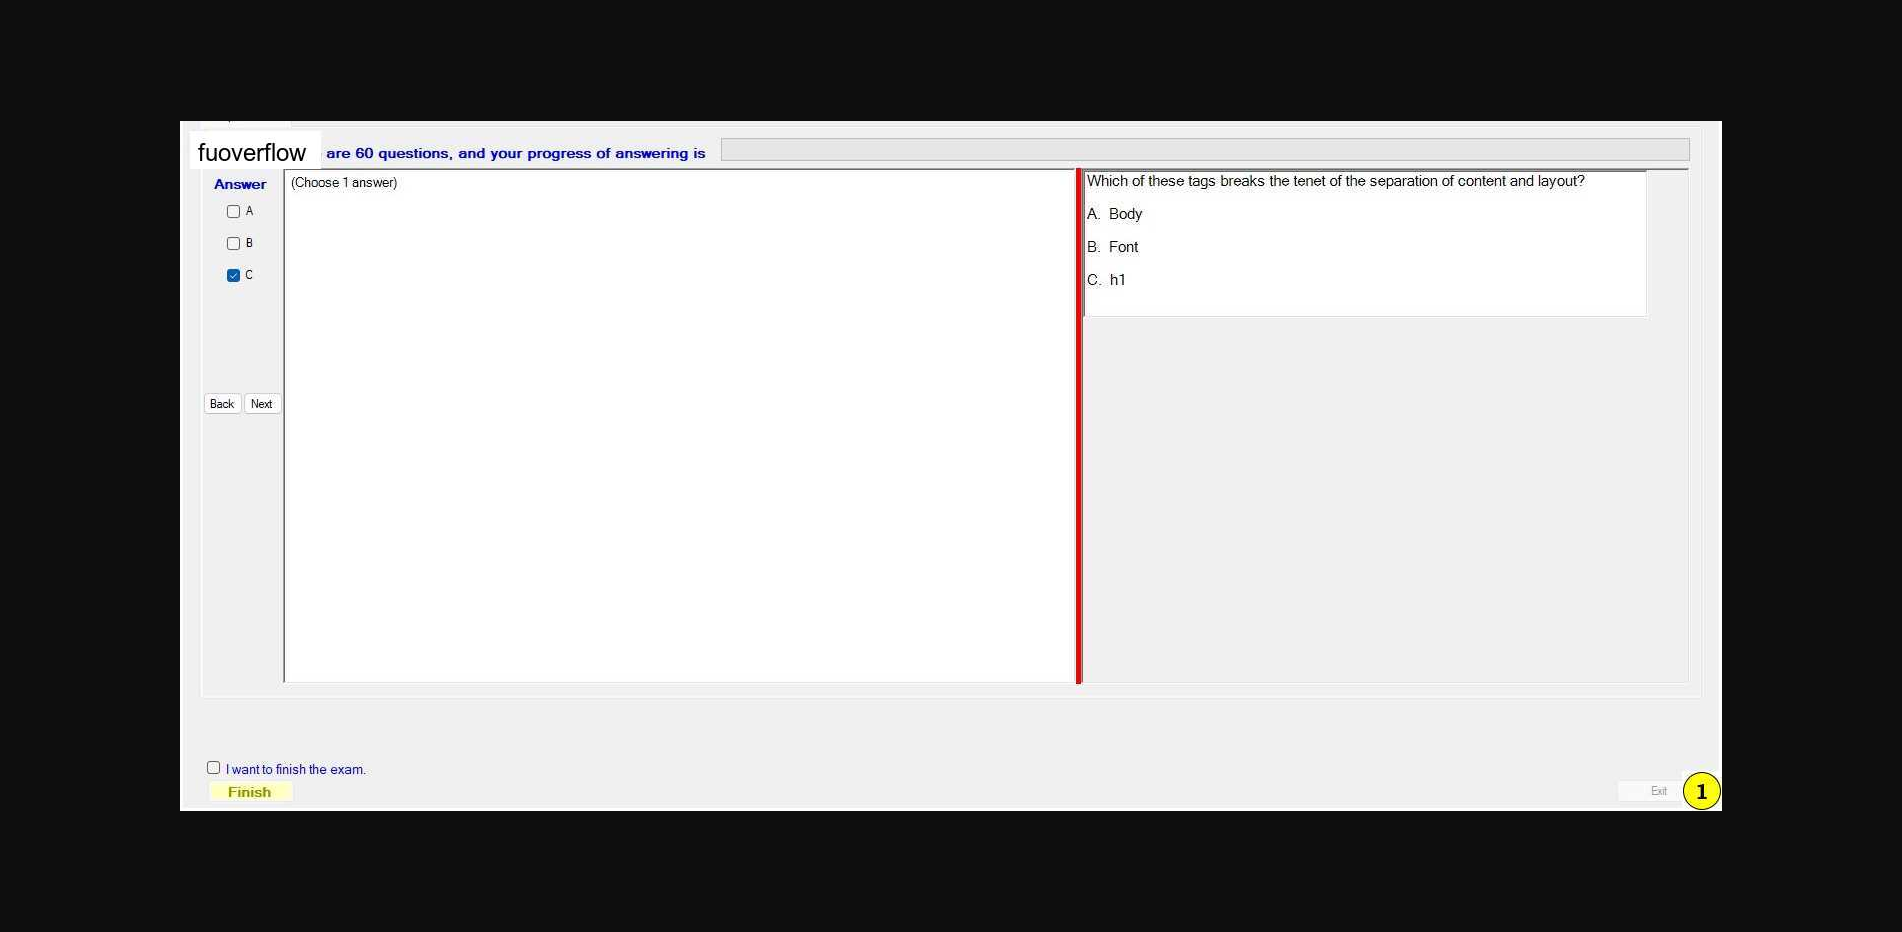 fuoverflow are 60 questions, and your progress of answering is
Answer
(Choose 1 answer)
A
B
C
Back Next
Which of these tags breaks the tenet of the separation of content and layout?
A. Body
B. Font
C. h1
I want to finish the exam.
Finish
Exit
1